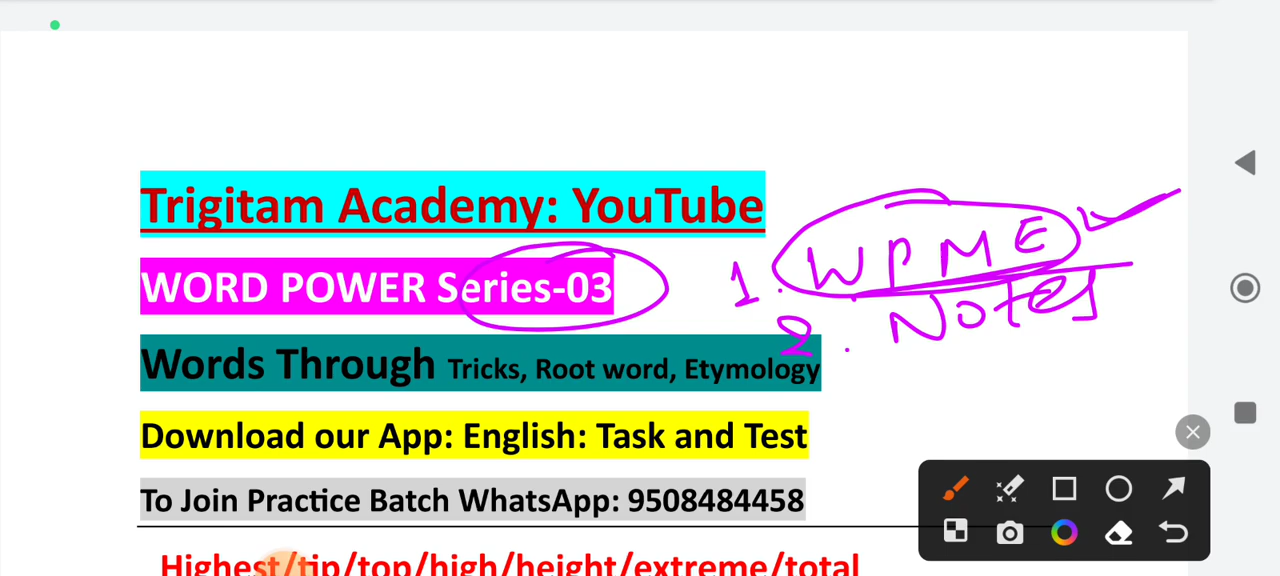 Trigitam Academy: YouTube
WORD POWER Series-03
1. WPME
2. Notes
Words Through Tricks, Root word, Etymology
Download our App: English: Task and Test
To Join Practice Batch WhatsApp: 9508484458
Highest/tip/top/high/height/extreme/total